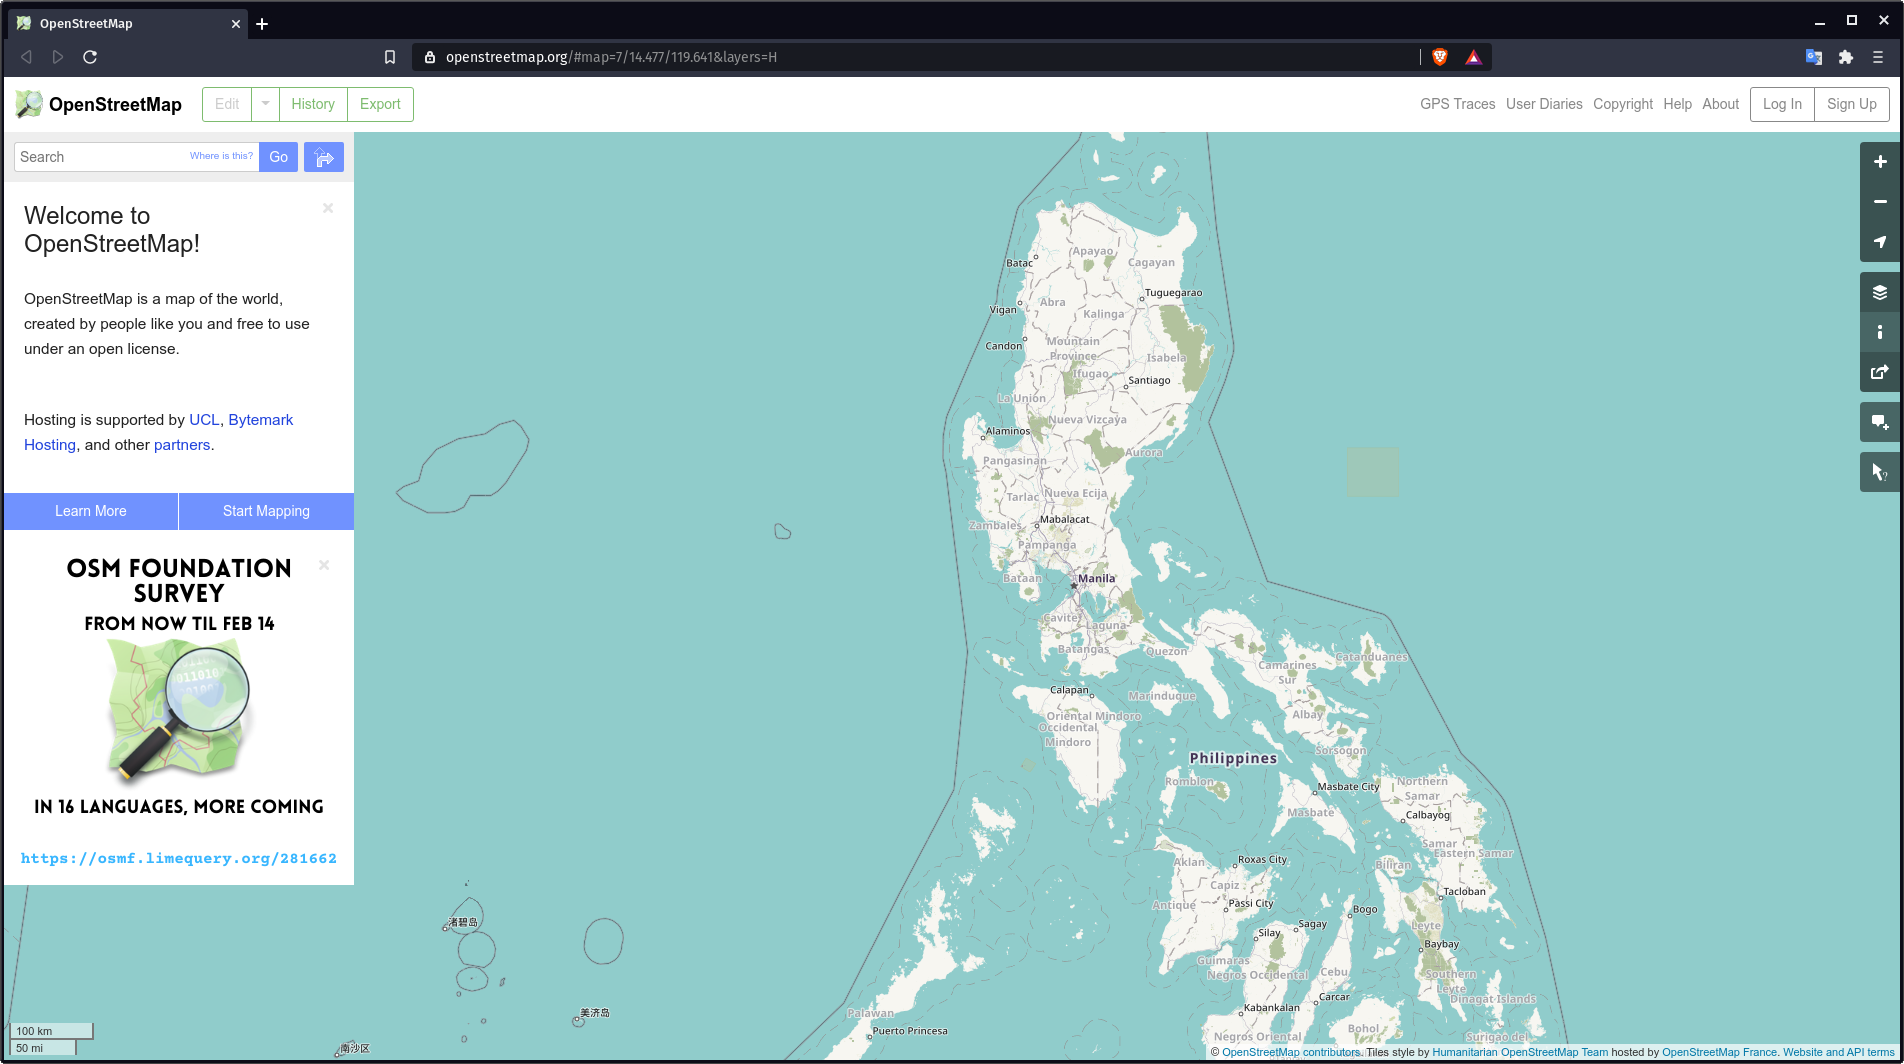 OpenStreetMap
openstreetmap.org/#map=7/14.477/119.641&layers=H
OpenStreetMap
Edit
History
Export
GPS Traces
User Diaries
Copyright
Help
About
Log In
Sign Up
Search
Where is this?
Go
Welcome to
OpenStreetMap!
OpenStreetMap is a map of the world,
created by people like you and free to use
under an open license.
Hosting is supported by UCL, Bytemark
Hosting, and other partners.
Learn More
Start Mapping
OSM FOUNDATION
SURVEY
FROM NOW TIL FEB 14
IN 16 LANGUAGES, MORE COMING
https://osmf.limequery.org/281662
Apayao
Batac
Cagayan
Tuguegarao
Abra
Vigan
Kalinga
Candon
Mountain
Province
Isabela
Ifugao
Santiago
La Union
Nueva Vizcaya
Alaminos
Aurora
Pangasinan
Tarlac
Nueva Ecija
Mabalacat
Zambales
Pampanga
Bataan
Manila
Cavite
Laguna
Batangas
Quezon
Catanduanes
Camarines
Sur
Calapan
Marinduque
Oriental Mindoro
Occidental
Mindoro
Albay
Sorsogon
Philippines
Romblon
Masbate City
Northern
Samar
Masbate
Calbayog
Samar
Eastern Samar
Aklan
Roxas City
Biliran
Capiz
Tacloban
Antique
Passi City
Bogo
Sagay
Leyte
Silay
Baybay
Guimaras
Negros Occidental
Cebu
Southern
Leyte
Dinagat Islands
Carcar
Kabankalan
Palawan
Puerto Princesa
Negros Oriental
Bohol
Surigao del
渚碧岛
美济岛
南沙区
100 km
50 mi
© OpenStreetMap contributors. Tiles style by Humanitarian OpenStreetMap Team hosted by OpenStreetMap France. Website and API terms